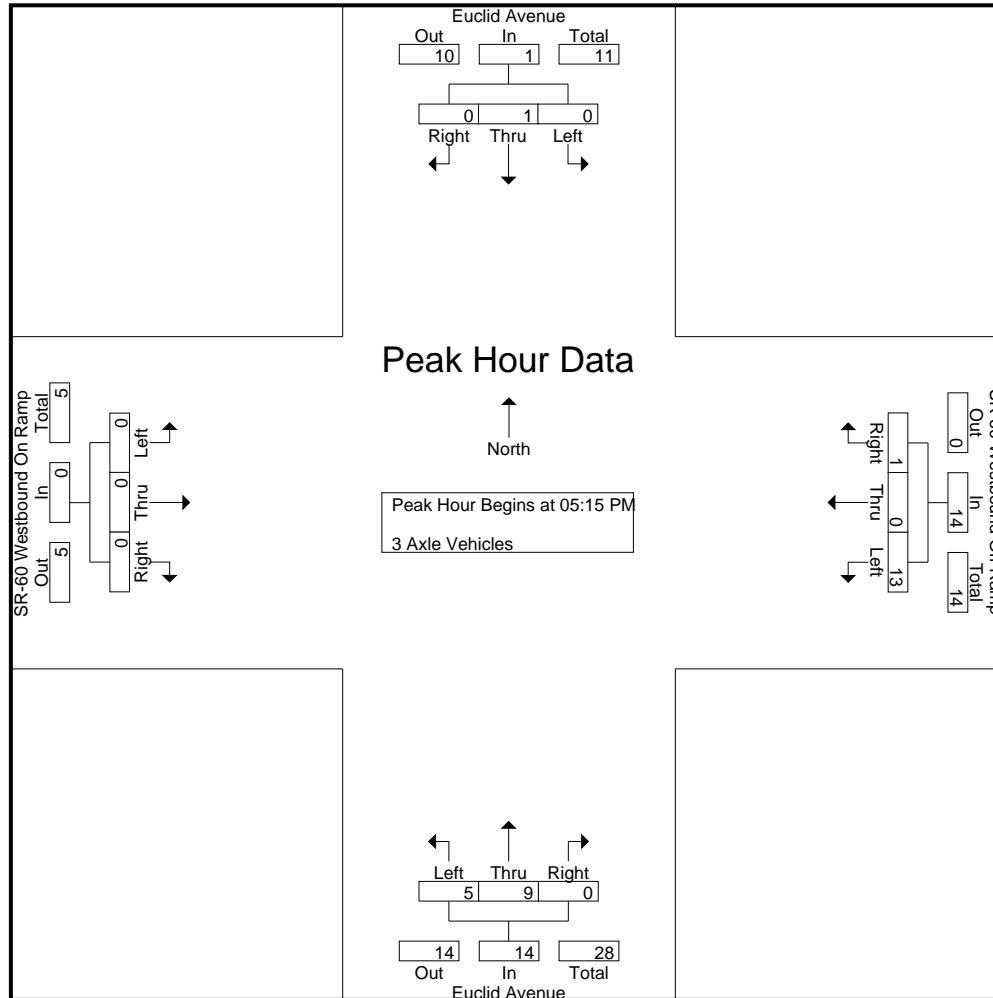 Euclid Avenue
Out In Total
10 1 11
0 1 0
Right Thru Left
Peak Hour Data
North
Peak Hour Begins at 05:15 PM
3 Axle Vehicles
SR-60 Westbound On Ramp
Total In Out
5 0 5
0 0 0
Left Thru Right
Right Thru Left
1 0 13
0 14 14
Out In Total
Westbound Ramp
Left Thru Right
5 9 0
14 14 28
Out In Total
Euclid Avenue